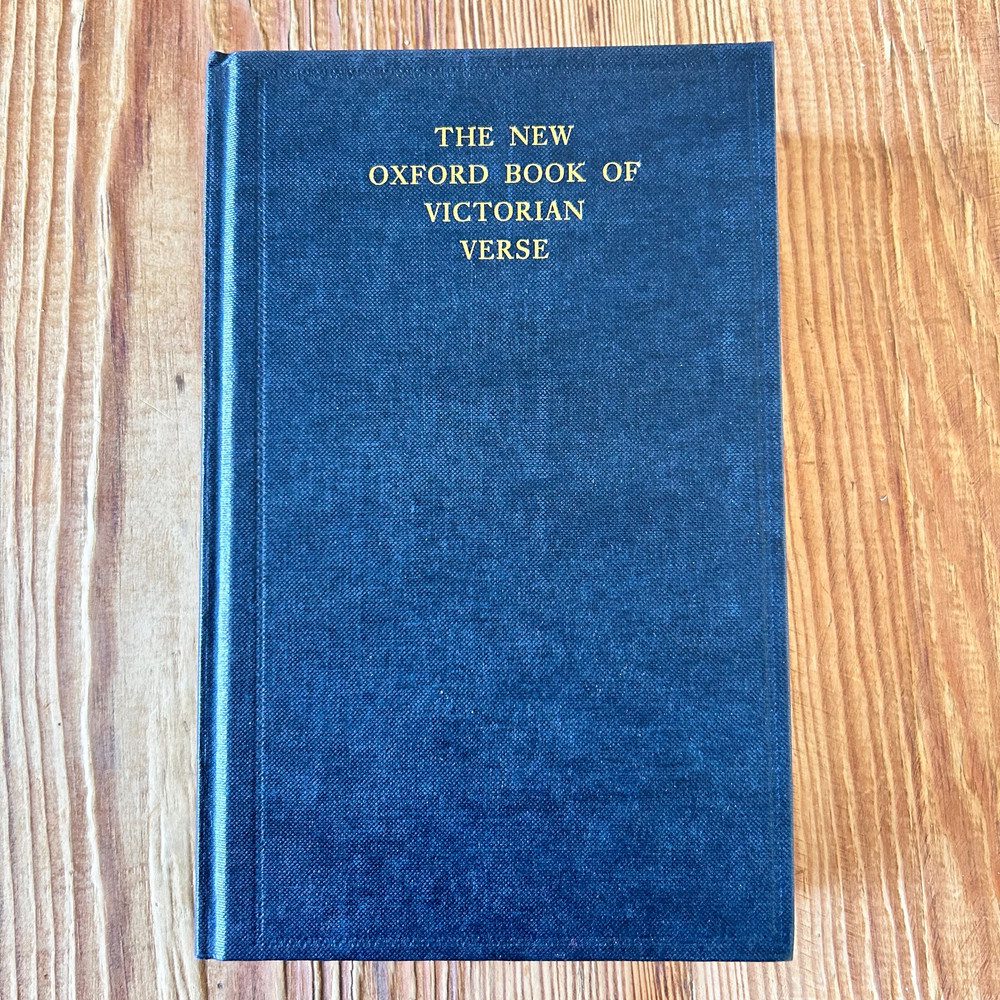 THE NEW
OXFORD BOOK OF
VICTORIAN
VERSE